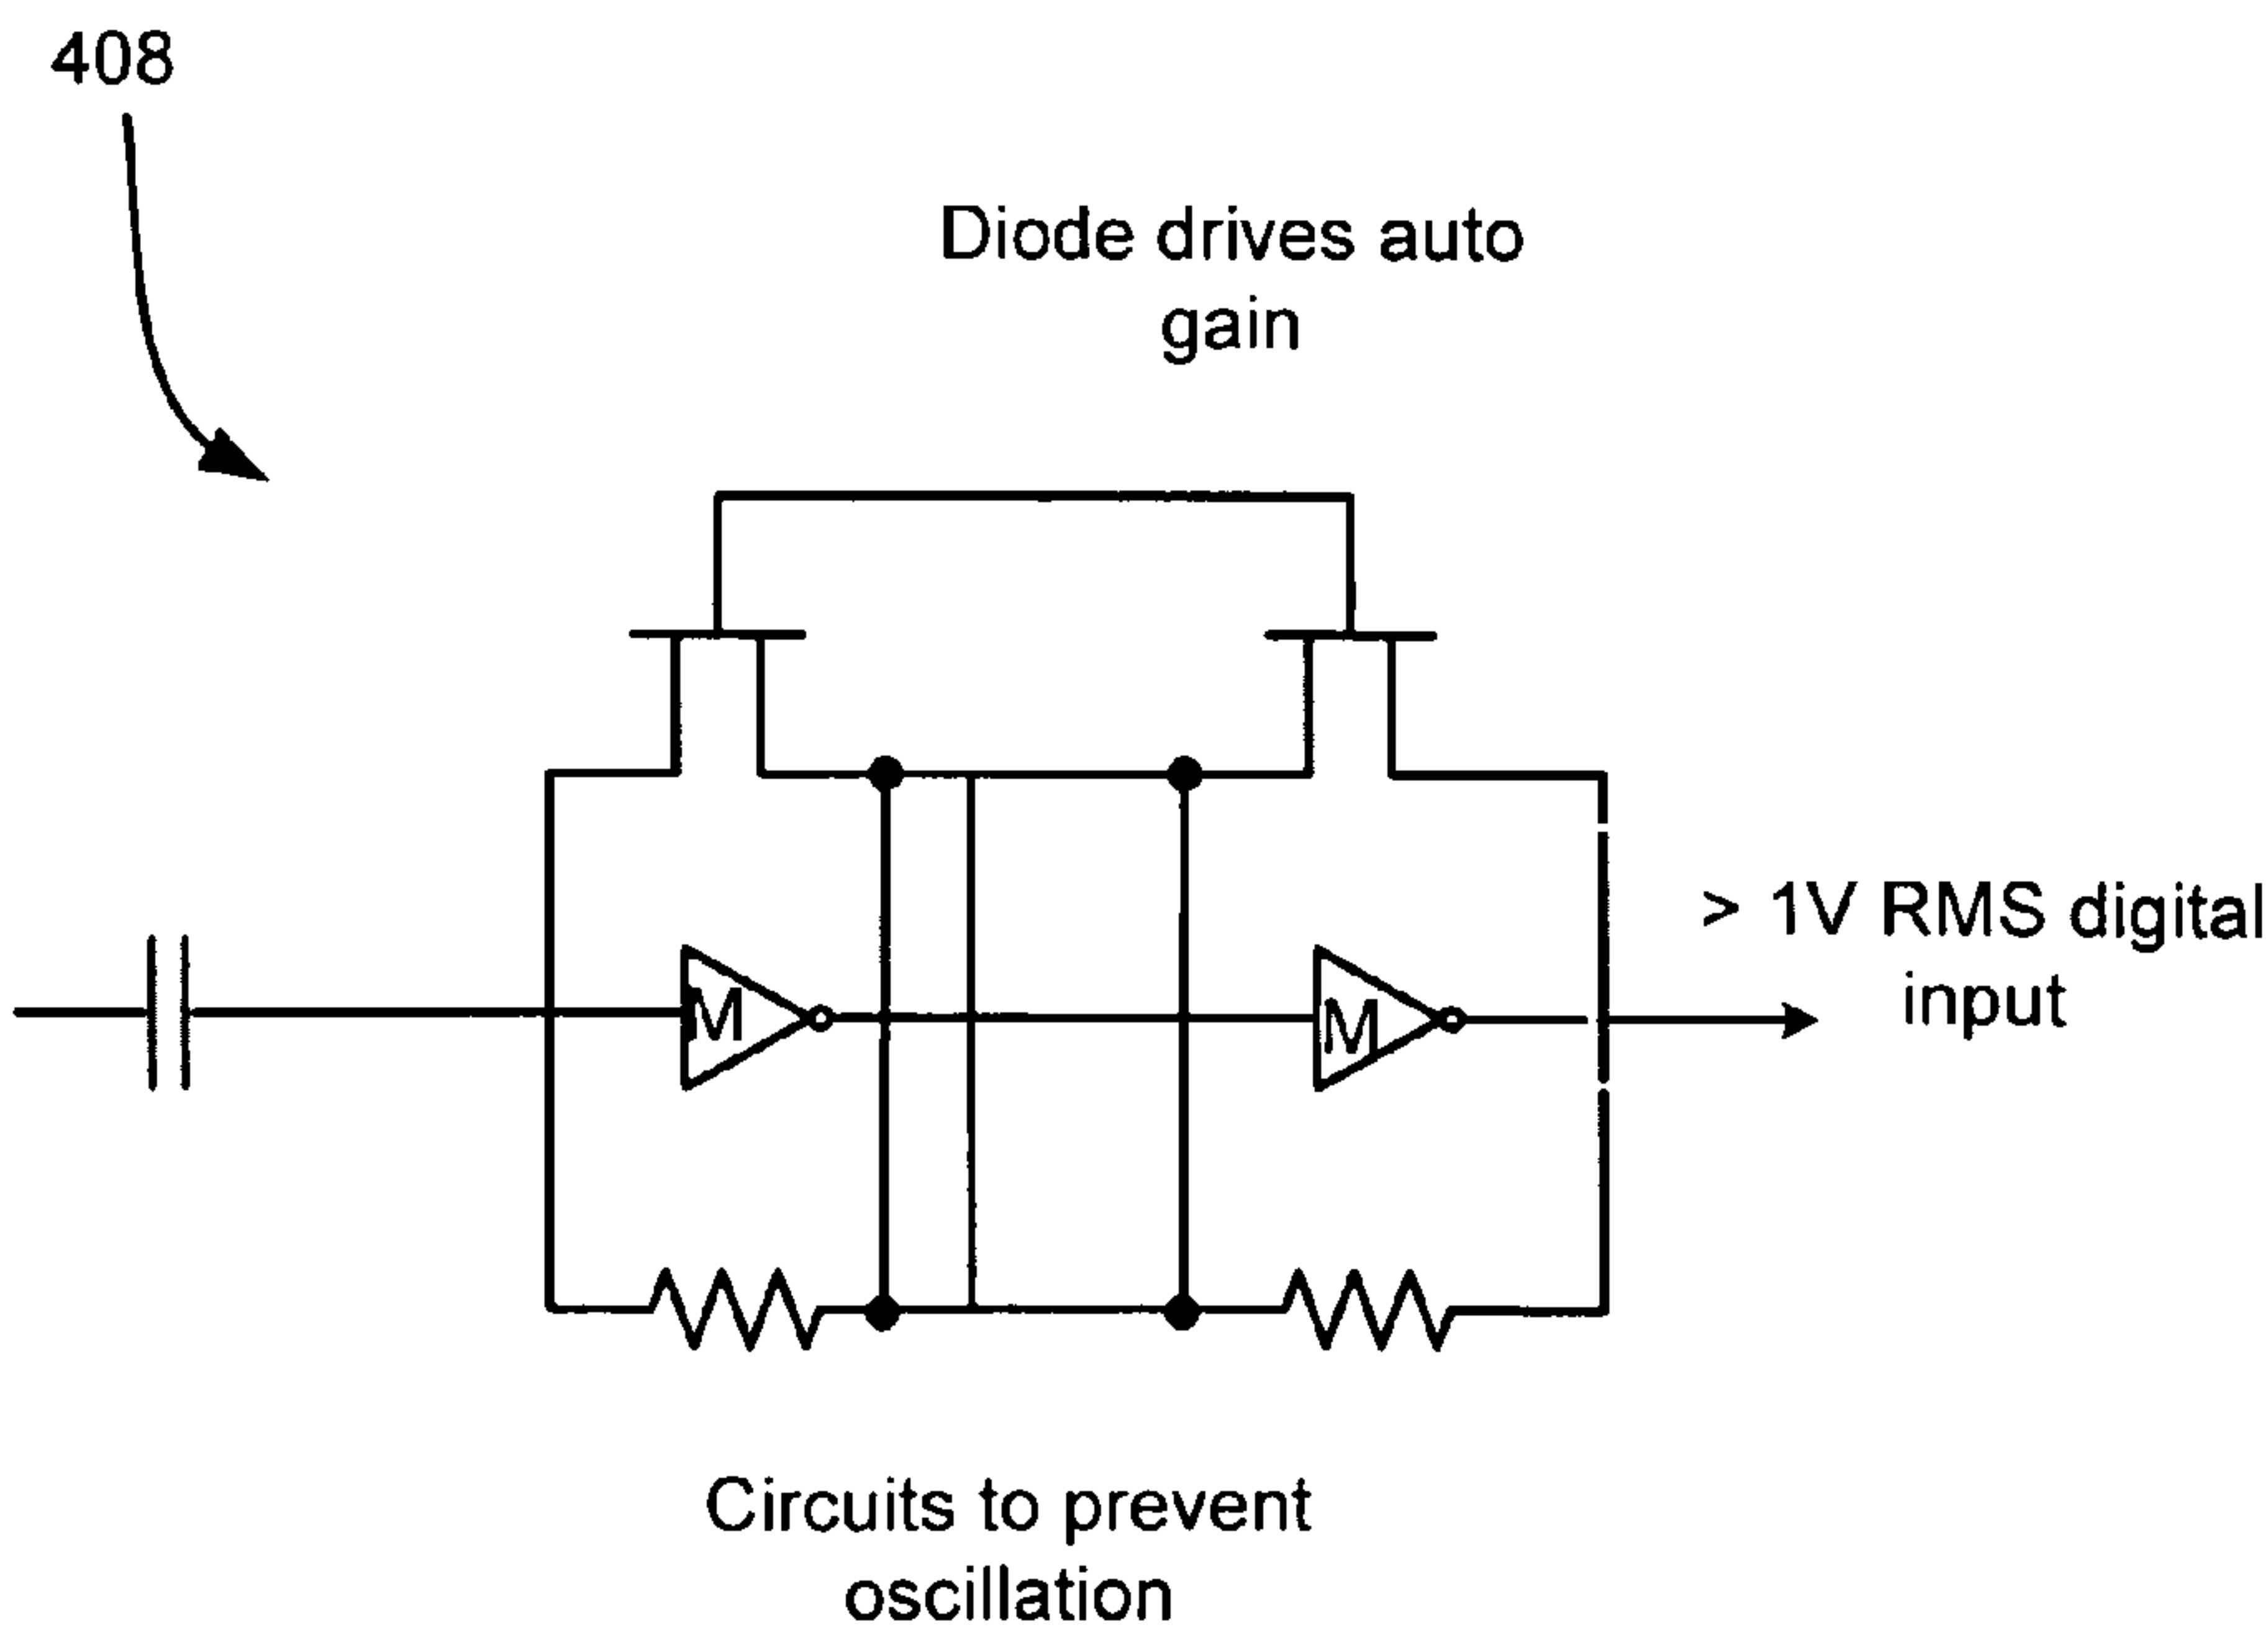 408
Diode drives auto
gain
> 1V RMS digital
input
M
M
Circuits to prevent
oscillation